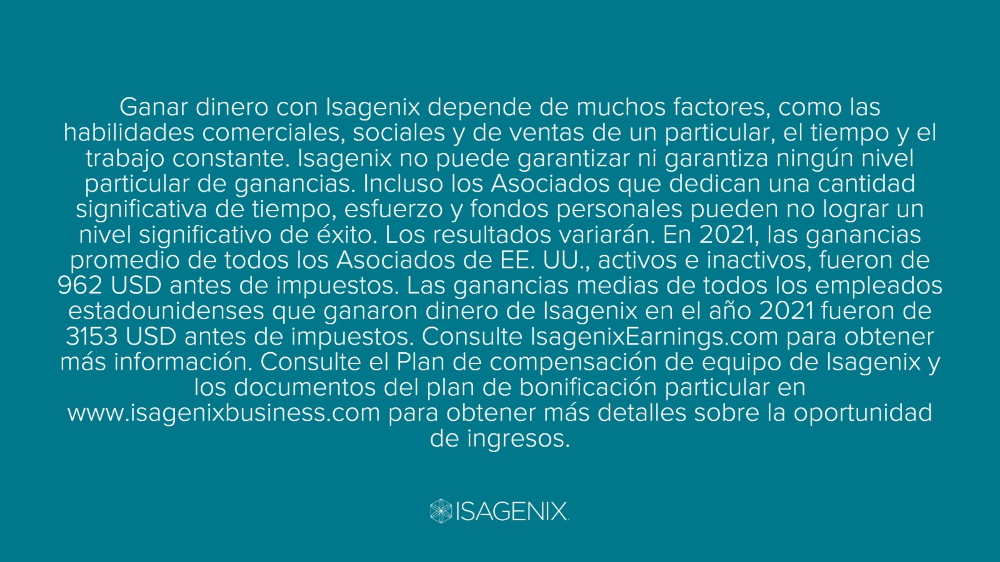 Ganar dinero con Isagenix depende de muchos factores, como las
habilidades comerciales, sociales y de ventas de un particular, el tiempo y el
trabajo constante. Isagenix no puede garantizar ni garantiza ningún nivel
particular de ganancias. Incluso los Asociados que dedican una cantidad
significativa de tiempo, esfuerzo y fondos personales pueden no lograr un
nivel significativo de éxito. Los resultados variarán. En 2021, las ganancias
promedio de todos los Asociados de EE. UU., activos e inactivos, fueron de
962 USD antes de impuestos. Las ganancias medias de todos los empleados
estadounidenses que ganaron dinero de Isagenix en el año 2021 fueron de
3153 USD antes de impuestos. Consulte IsagenixEarnings.com para obtener
más información. Consulte el Plan de compensación de equipo de Isagenix y
los documentos del plan de bonificación particular en
www.isagenixbusiness.com para obtener más detalles sobre la oportunidad
de ingresos.
ISAGENIX